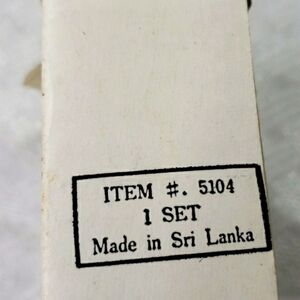 ITEM #. 5104
1 SET
Made in Sri Lanka